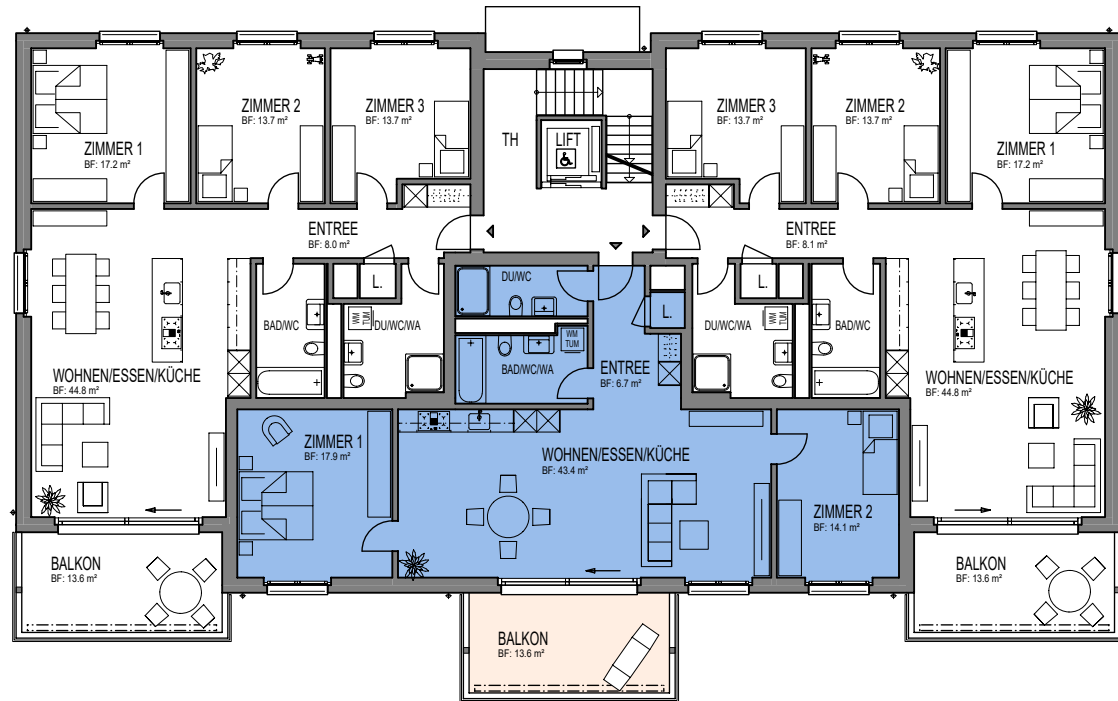 ZIMMER 1
BF: 17.2 m²
ZIMMER 2
BF: 13.7 m²
ZIMMER 3
BF: 13.7 m²
TH
LIFT
ZIMMER 3
BF: 13.7 m²
ZIMMER 2
BF: 13.7 m²
ZIMMER 1
BF: 17.2 m²
ENTREE
BF: 8.0 m²
ENTREE
BF: 8.1 m²
L.
DU/WC
L.
L.
BAD/WC
WM
TUM
DU/WC/WA
WM
TUM
BAD/WC/WA
ENTREE
BF: 6.7 m²
WM
TUM
DU/WC/WA
BAD/WC
WOHNEN/ESSEN/KÜCHE
BF: 44.8 m²
WOHNEN/ESSEN/KÜCHE
BF: 44.8 m²
ZIMMER 1
BF: 17.9 m²
WOHNEN/ESSEN/KÜCHE
BF: 43.4 m²
ZIMMER 2
BF: 14.1 m²
BALKON
BF: 13.6 m²
BALKON
BF: 13.6 m²
BALKON
BF: 13.6 m²